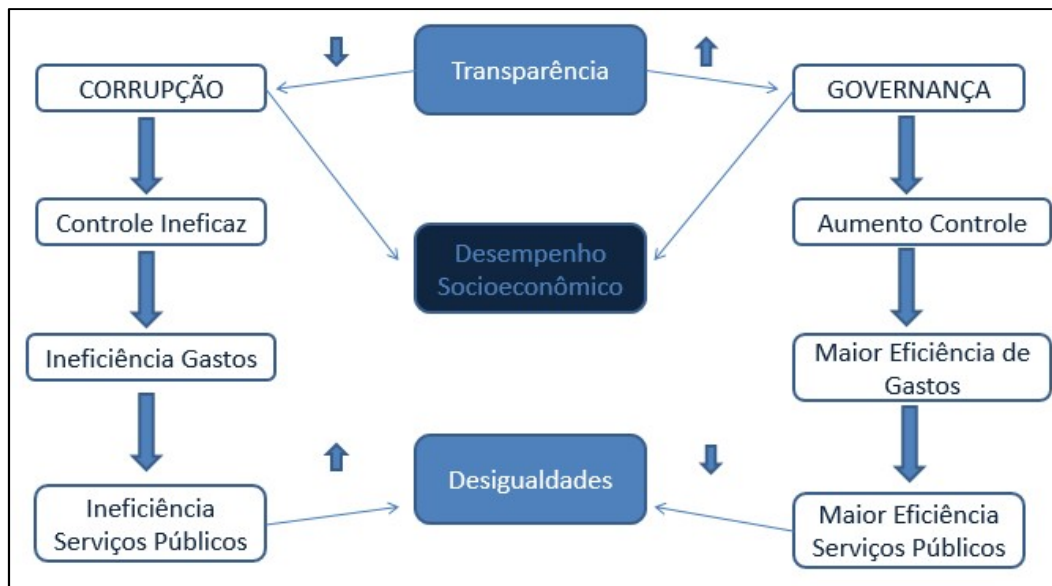 Transparência
CORRUPÇÃO
GOVERNANÇA
Controle Ineficaz
Aumento Controle
Desempenho
Socioeconômico
Ineficiência Gastos
Maior Eficiência de
Gastos
Desigualdades
Ineficiência
Serviços Públicos
Maior Eficiência
Serviços Públicos